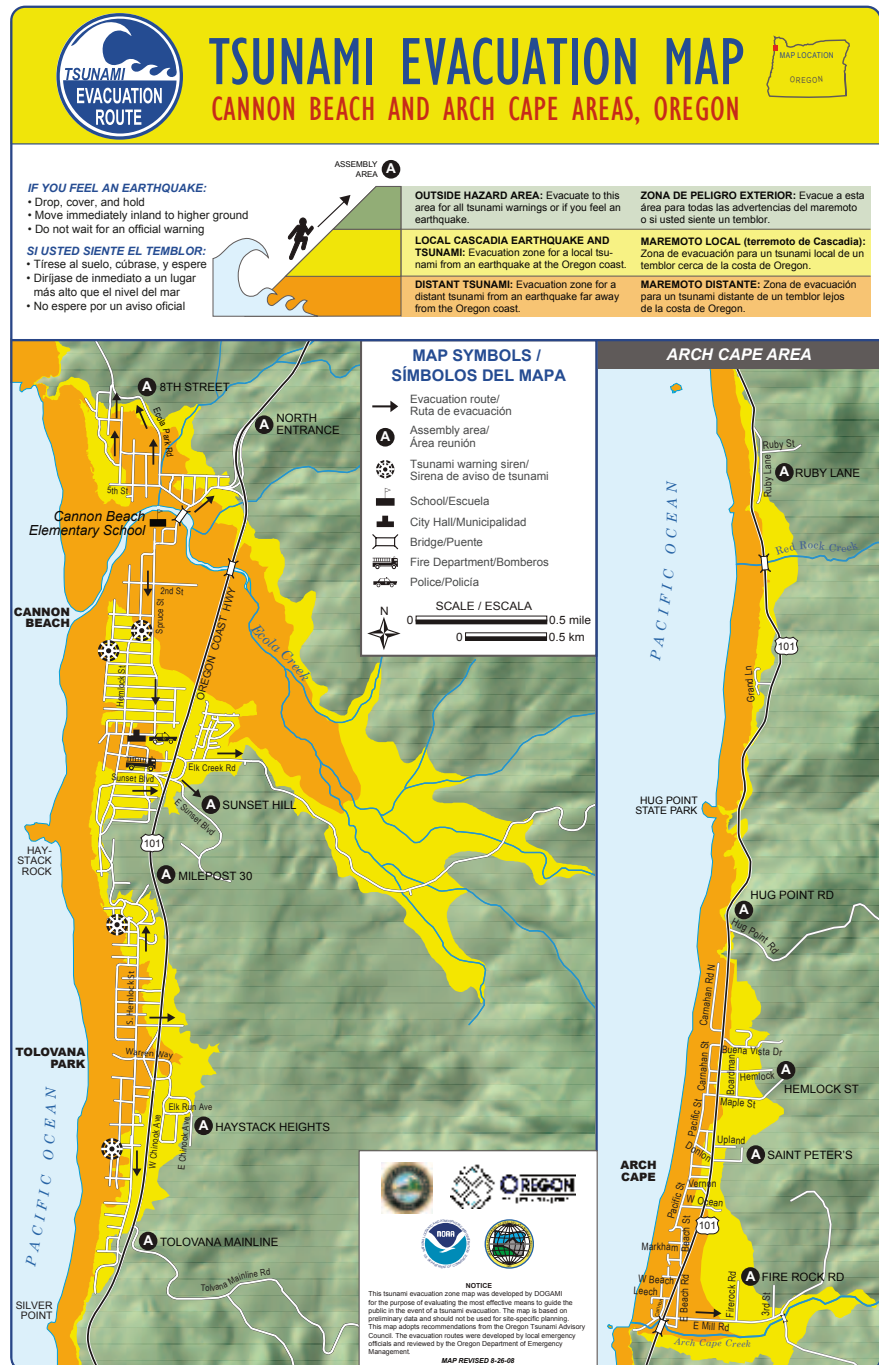 TSUNAMI
EVACUATION
ROUTE
TSUNAMI EVACUATION MAP
CANNON BEACH AND ARCH CAPE AREAS, OREGON
MAP LOCATION
OREGON
IF YOU FEEL AN EARTHQUAKE:
• Drop, cover, and hold
• Move immediately inland to higher ground
• Do not wait for an official warning
SI USTED SIENTE EL TEMBLOR:
• Tírese al suelo, cúbrase, y espere
• Diríjase de inmediato a un lugar
más alto que el nivel del mar
• No espere por un aviso oficial
ASSEMBLY
AREA
A
OUTSIDE HAZARD AREA: Evacuate to this
area for all tsunami warnings or if you feel an
earthquake.
ZONA DE PELIGRO EXTERIOR: Evacue a esta
área para todas las advertencias del maremoto
o si usted siente un temblor.
LOCAL CASCADIA EARTHQUAKE AND
TSUNAMI: Evacuation zone for a local tsu-
nami from an earthquake at the Oregon coast.
MAREMOTO LOCAL (terremoto de Cascadia):
Zona de evacuación para un tsunami local de un
temblor cerca de la costa de Oregon.
DISTANT TSUNAMI: Evacuation zone for a
distant tsunami from an earthquake far away
from the Oregon coast.
MAREMOTO DISTANTE: Zona de evacuación
para un tsunami distante de un temblor lejos
de la costa de Oregon.
A 8TH STREET
A NORTH
ENTRANCE
Ecola Park Rd
5th St
Cannon Beach
Elementary School
2nd St
CANNON
BEACH
Spruce St
Hemlock St
OREGON COAST HWY
Ecola Creek
Elk Creek Rd
Sunset Blvd
E Sunset Blvd
A SUNSET HILL
101
HAY-
STACK
ROCK
A MILEPOST 30
S. Hemlock St
TOLOVANA
PARK
Warren Way
Elk Run Ave
W Chinook Ave
E Chinook Ave
A HAYSTACK HEIGHTS
PACIFIC OCEAN
A TOLOVANA MAINLINE
Tolvana Mainline Rd
SILVER
POINT
MAP SYMBOLS /
SÍMBOLOS DEL MAPA
Evacuation route/
Ruta de evacuación
A
Assembly area/
Área reunión
Tsunami warning siren/
Sirena de aviso de tsunami
School/Escuela
City Hall/Municipalidad
Bridge/Puente
Fire Department/Bomberos
Police/Policía
N
SCALE / ESCALA
0 0.5 mile
0 0.5 km
ARCH CAPE AREA
Ruby St
Ruby Lane
A RUBY LANE
PACIFIC OCEAN
Red Rock Creek
101
Grand Ln
HUG POINT
STATE PARK
A HUG POINT RD
Hug Point Rd
Carnahan Rd N
Carnahan St
Buena Vista Dr
Boardman
Hemlock
A
HEMLOCK ST
Maple St
Pacific St
Upland
Donlon
A SAINT PETER'S
ARCH
CAPE
Vernon
W Ocean
Pacific St
101
Beach St
Markham
W Beach
Leech
E Beach Rd
A FIRE ROCK RD
Firerock Rd
3rd St
E Mill Rd
Arch Cape Creek
OREGON
NOAA
NOTICE
This tsunami evacuation zone map was developed by DOGAMI
for the purpose of evaluating the most effective means to guide the
public in the event of a tsunami evacuation. The map is based on
preliminary data and should not be used for site-specific planning.
This map adopts recommendations from the Oregon Tsunami Advisory
Council. The evacuation routes were developed by local emergency
officials and reviewed by the Oregon Department of Emergency
Management.
MAP REVISED 8-26-08